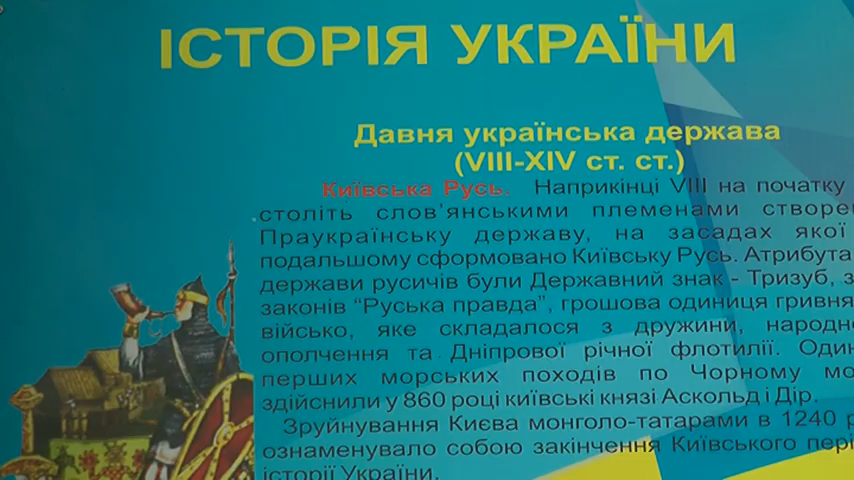 ІСТОРІЯ УКРАЇНИ
Давня українська держава
(VIII-XIV ст. ст.)
Київська Русь. Наприкінці VIII на початку
століть слов'янськими племенами
Праукраїнську державу, на засадах якої
подальшому сформовано Київську Русь.
держави русичів були Державний знак - Тризуб,
законів “Руська правда”, грошова одиниця гривня
військо, яке складалося з дружини,
ополчення та Дніпрової річної флотилії.
перших морських походів по Чорному
здійснили у 860 році київські князі Аскольд і Дір.
Зруйнування Києва монголо-татарами в 1240
ознаменувало собою закінчення Київського
історії України.